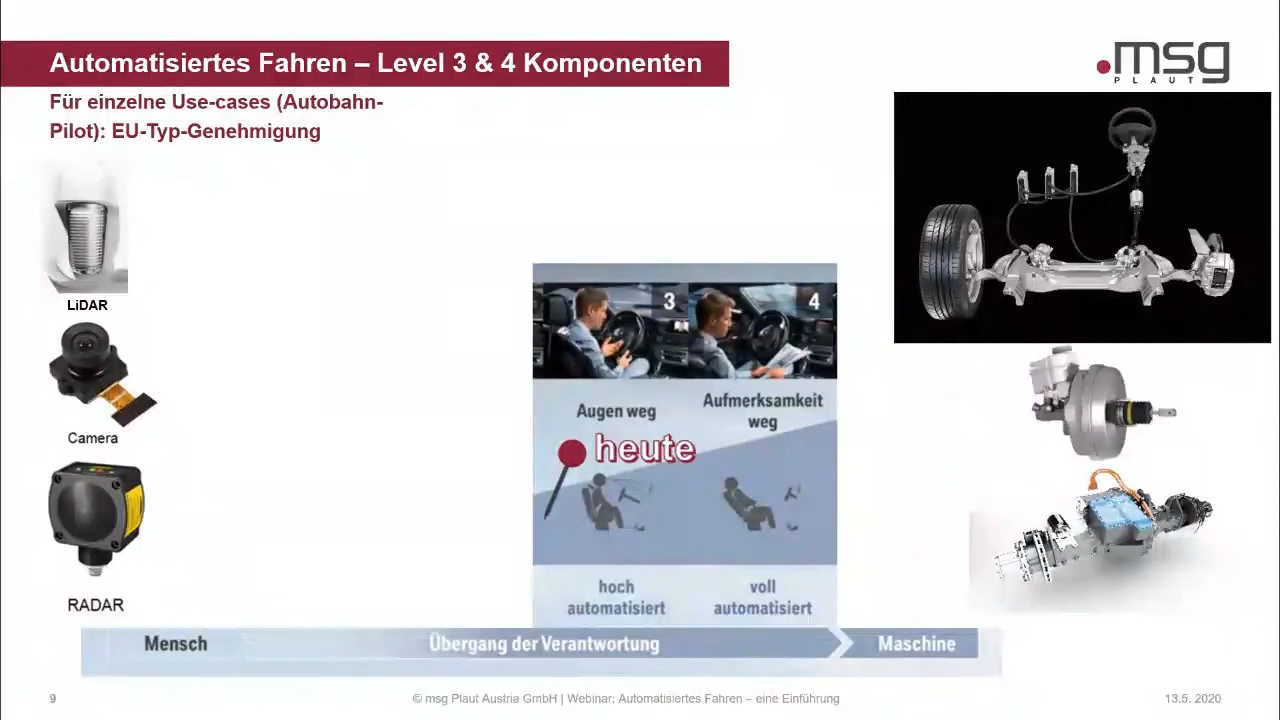 Automatisiertes Fahren – Level 3 & 4 Komponenten
msg
PLAUT
Für einzelne Use-cases (Autobahn-
Pilot): EU-Typ-Genehmigung
LiDAR
Camera
RADAR
3
4
Augen weg
Aufmerksamkeit
weg
heute
hoch
automatisiert
voll
automatisiert
Mensch
Übergang der Verantwortung
Maschine
9
© msg Plaut Austria GmbH | Webinar: Automatisiertes Fahren – eine Einführung
13.5. 2020